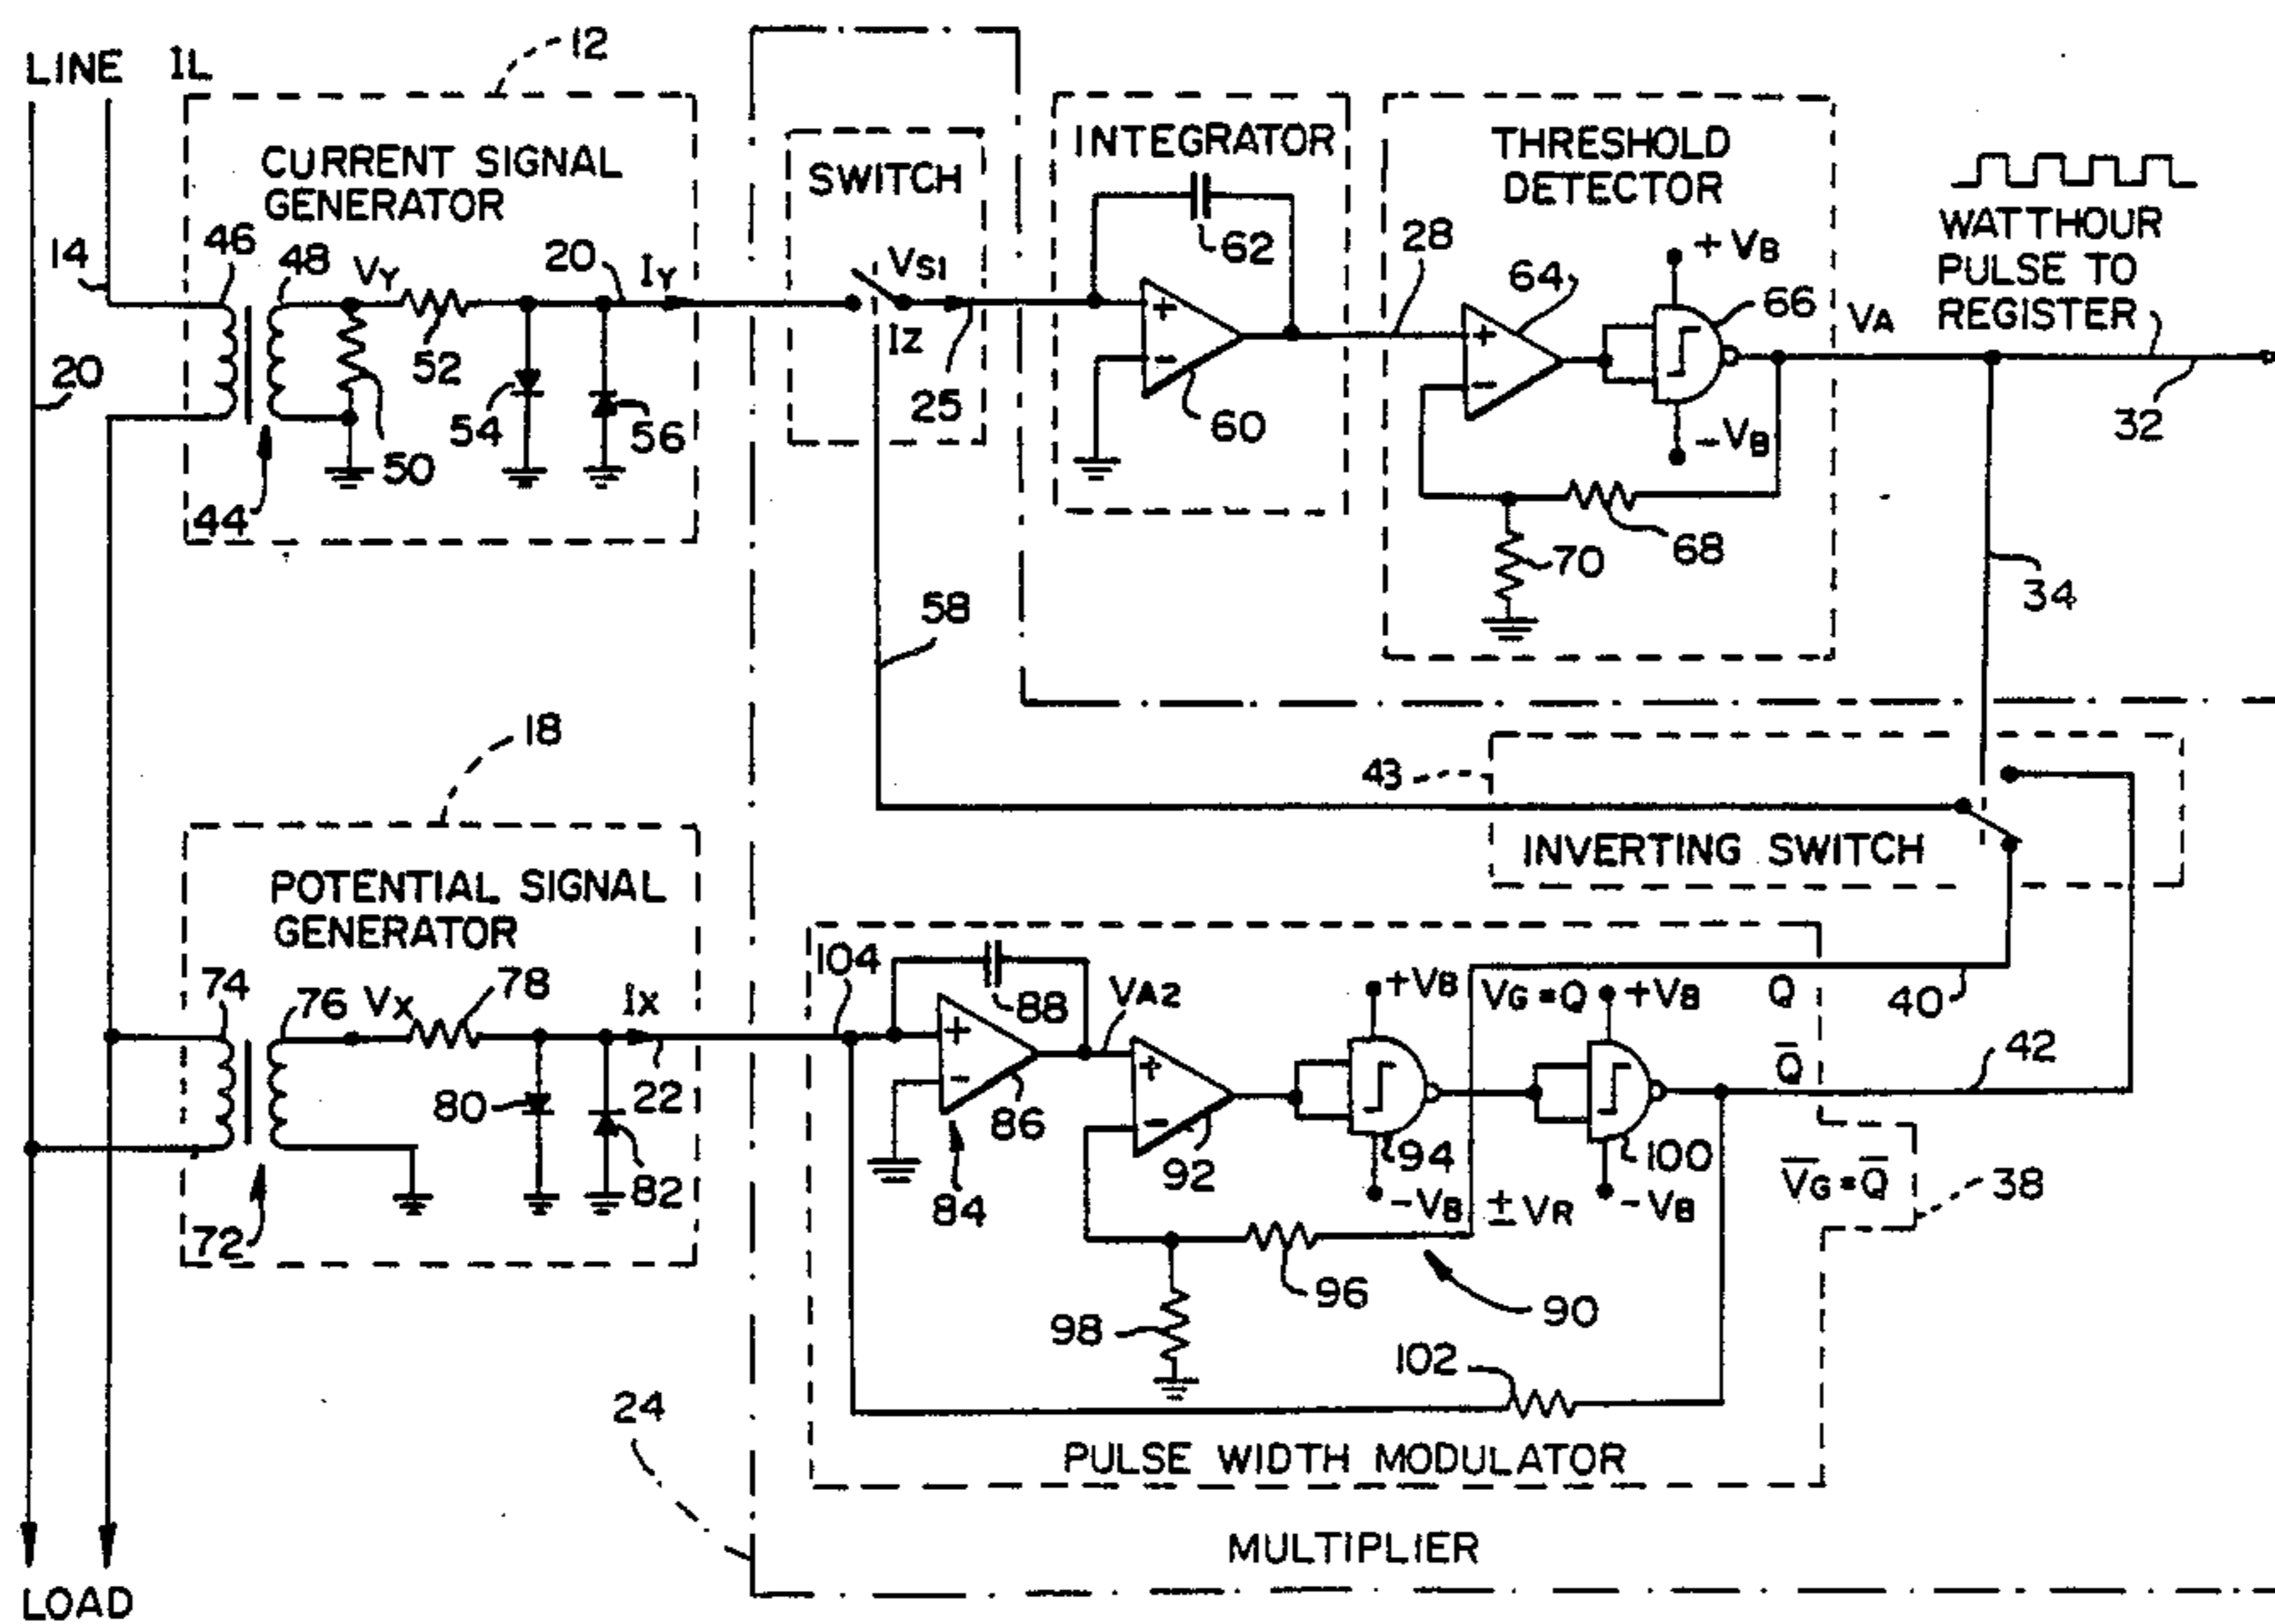 LINE IL
12
CURRENT SIGNAL
GENERATOR
14
46
48
VY
20
IY
52
54
56
50
44
20
SWITCH
VS1
IZ
25
58
INTEGRATOR
+
-
62
60
THRESHOLD
DETECTOR
28
64
+
-
+VB
66
-VB
68
70
VA
WATTHOUR
PULSE TO
REGISTER
32
34
18
POTENTIAL SIGNAL
GENERATOR
74
76
VX
78
IX
80
82
22
72
43
INVERTING SWITCH
104
88
+
-
86
84
VA2
+
-
92
+VB
94
-VB
VG=Q
+VB
100
-VB
Q
40
Q̅
42
V̅G=Q̅
38
±VR
96
98
90
102
PULSE WIDTH MODULATOR
24
MULTIPLIER
LOAD